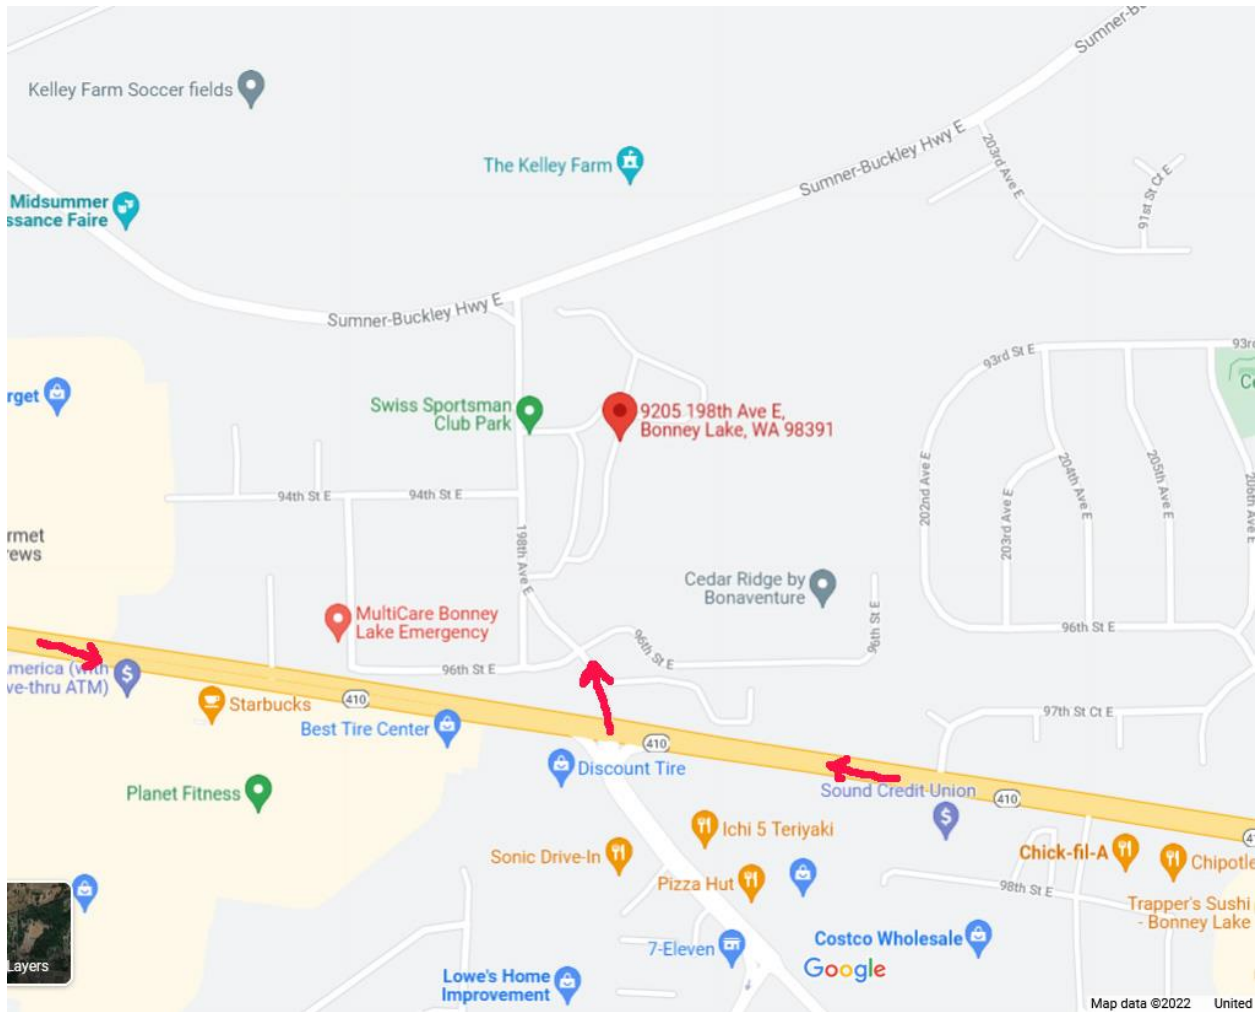 Sumner-Bu
Kelley Farm Soccer fields
The Kelley Farm
Sumner-Buckley Hwy E
203rd Ave E
91st St Ct E
Midsummer
ssance Faire
Sumner-Buckley Hwy E
93rd St E
93r
rget
Swiss Sportsman
Club Park
9205 198th Ave E,
Bonney Lake, WA 98391
Co
94th St E
94th St E
202nd Ave E
203rd Ave E
204th Ave E
205th Ave E
206th Ave E
rmet
rews
198th Ave E
Cedar Ridge by
Bonaventure
MultiCare Bonney
Lake Emergency
96th St E
96th St E
96th St E
96th St E
merica (with
ve-thru ATM)
Starbucks
410
Best Tire Center
410
97th St Ct E
Discount Tire
Sound Credit Union
410
Planet Fitness
Ichi 5 Teriyaki
41
Sonic Drive-In
Chick-fil-A
Chipotle
Pizza Hut
98th St E
Trapper's Sushi
- Bonney Lake
7-Eleven
Costco Wholesale
Layers
Lowe's Home
Improvement
Google
Map data ©2022
United